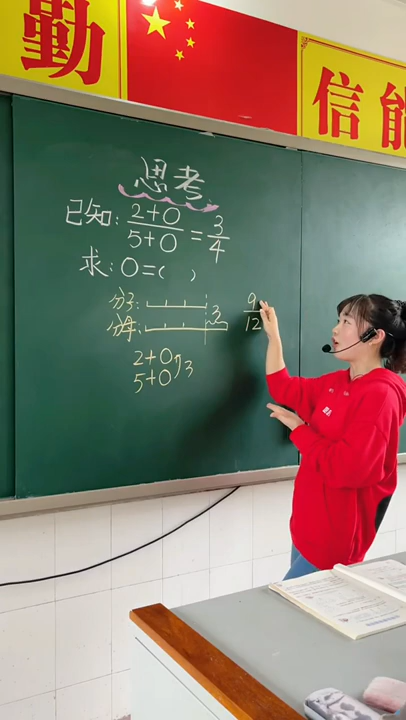 勤
信 能
思考
已知: (2+○)/(5+○) = 3/4
求: ○=( )
分子:
分母: 3
9/12
2+○
5+○ 3